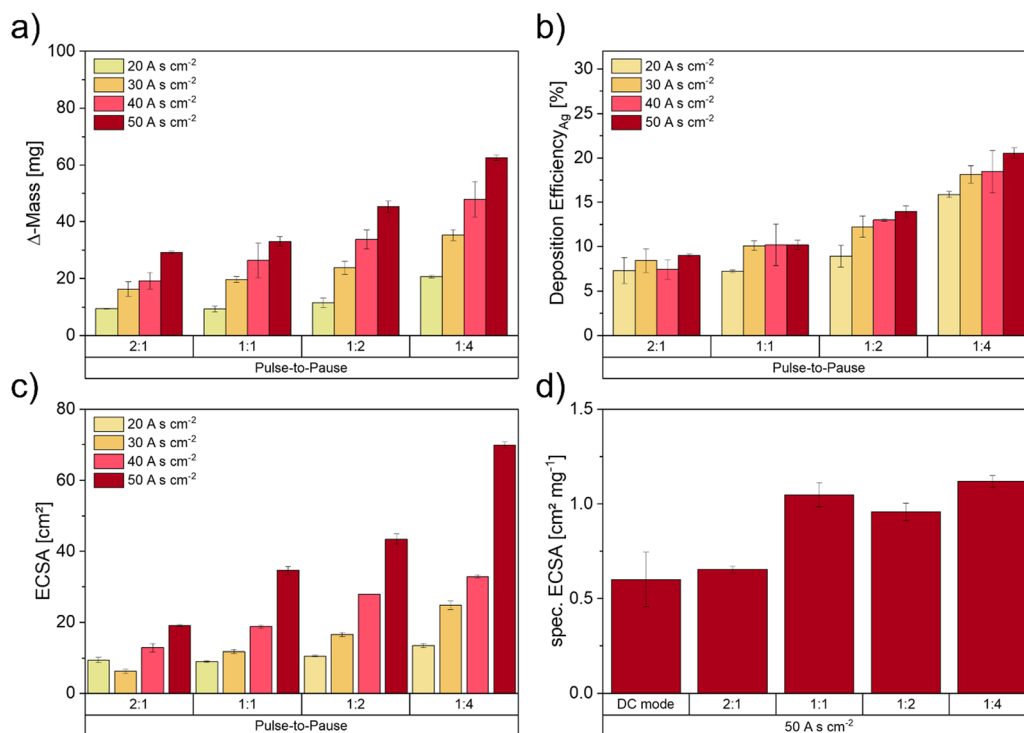 a)
Δ-Mass [mg]
100
80
60
40
20
0
20 A s cm⁻²
30 A s cm⁻²
40 A s cm⁻²
50 A s cm⁻²
2:1 1:1 1:2 1:4
Pulse-to-Pause
b)
Deposition Efficiency_Ag [%]
30
25
20
15
10
5
0
20 A s cm⁻²
30 A s cm⁻²
40 A s cm⁻²
50 A s cm⁻²
2:1 1:1 1:2 1:4
Pulse-to-Pause
c)
ECSA [cm²]
80
60
40
20
0
20 A s cm⁻²
30 A s cm⁻²
40 A s cm⁻²
50 A s cm⁻²
2:1 1:1 1:2 1:4
Pulse-to-Pause
d)
spec. ECSA [cm² mg⁻¹]
1.5
1.0
0.5
0.0
DC mode 2:1 1:1 1:2 1:4
50 A s cm⁻²